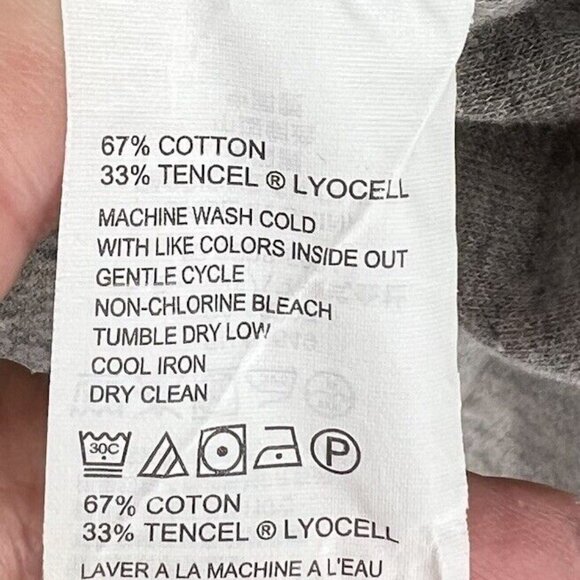 67% COTTON
33% TENCEL ® LYOCELL
MACHINE WASH COLD
WITH LIKE COLORS INSIDE OUT
GENTLE CYCLE
NON-CHLORINE BLEACH
TUMBLE DRY LOW
COOL IRON
DRY CLEAN
30C P
67% COTON
33% TENCEL ® LYOCELL
LAVER A LA MACHINE A L'EAU